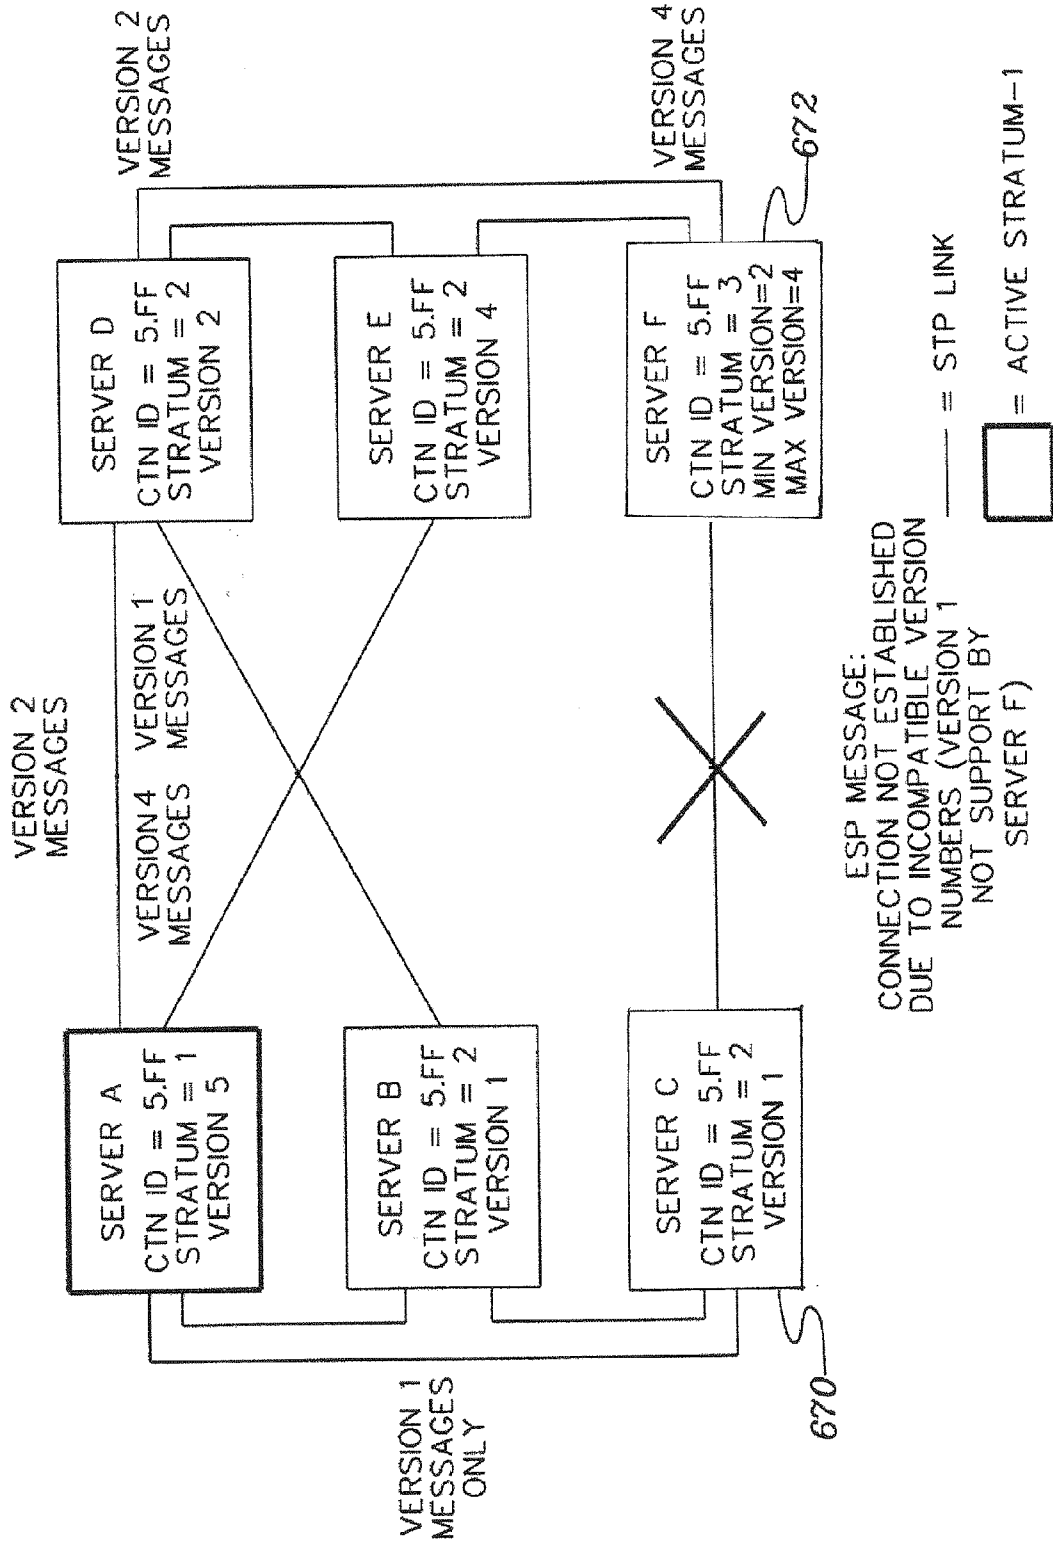 VERSION 2
MESSAGES
SERVER A
CTN ID = 5.FF
STRATUM = 1
VERSION 5
VERSION 4
MESSAGES
VERSION 1
MESSAGES
SERVER D
CTN ID = 5.FF
STRATUM = 2
VERSION 2
VERSION 2
MESSAGES
VERSION 1
MESSAGES
ONLY
SERVER B
CTN ID = 5.FF
STRATUM = 2
VERSION 1
SERVER E
CTN ID = 5.FF
STRATUM = 2
VERSION 4
SERVER C
CTN ID = 5.FF
STRATUM = 2
VERSION 1
670
SERVER F
CTN ID = 5.FF
STRATUM = 3
MIN VERSION=2
MAX VERSION=4
VERSION 4
MESSAGES
672
ESP MESSAGE:
CONNECTION NOT ESTABLISHED
DUE TO INCOMPATIBLE VERSION
NUMBERS (VERSION 1
NOT SUPPORT BY
SERVER F)
= STP LINK
= ACTIVE STRATUM-1